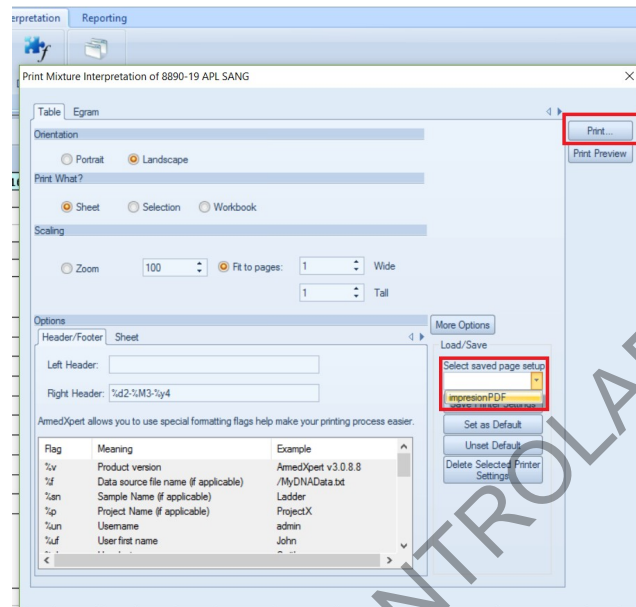 erpretation Reporting
Print Mixture Interpretation of 8890-19 APL SANG
Table Egram
Orientation
Portrait Landscape
Print What?
Sheet Selection Workbook
Scaling
Zoom 100 Fit to pages: 1 Wide
1 Tall
Print...
Print Preview
Options
Header/Footer Sheet
Left Header:
Right Header: %d2-%M3-%y4
ArmedXpert allows you to use special formatting flags help make your printing process easier.
Flag Meaning Example
%v Product version ArmedXpert v3.0.8.8
%f Data source file name (if applicable) /MyDNAData.txt
%sn Sample Name (if applicable) Ladder
%p Project Name (if applicable) ProjectX
%un Username admin
%uf User first name John
More Options
Load/Save
Select saved page setup
impresionPDF
Save Printer Settings
Set as Default
Unset Default
Delete Selected Printer
Settings